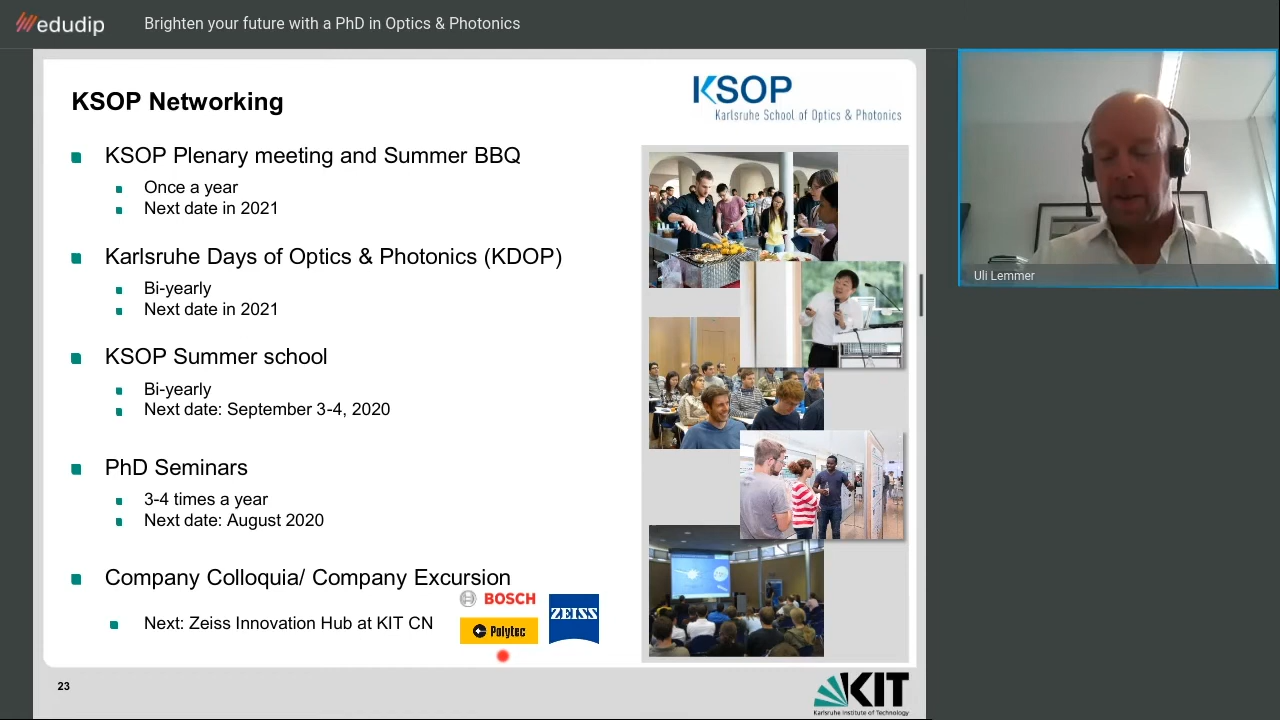 edudip
Brighten your future with a PhD in Optics & Photonics
KSOP Networking
KSOP
Karlsruhe School of Optics & Photonics
KSOP Plenary meeting and Summer BBQ
Once a year
Next date in 2021
Karlsruhe Days of Optics & Photonics (KDOP)
Bi-yearly
Next date in 2021
KSOP Summer school
Bi-yearly
Next date: September 3-4, 2020
PhD Seminars
3-4 times a year
Next date: August 2020
Company Colloquia/ Company Excursion
Next: Zeiss Innovation Hub at KIT CN
BOSCH
Polytec
ZEISS
23
KIT
Karlsruhe Institute of Technology
Uli Lemmer